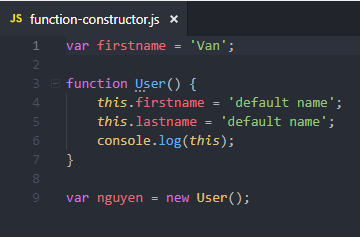 JS function-constructor.js ×
1 var firstname = 'Van';
2
3 function User() {
4     this.firstname = 'default name';
5     this.lastname = 'default name';
6     console.log(this);
7 }
8
9 var nguyen = new User();